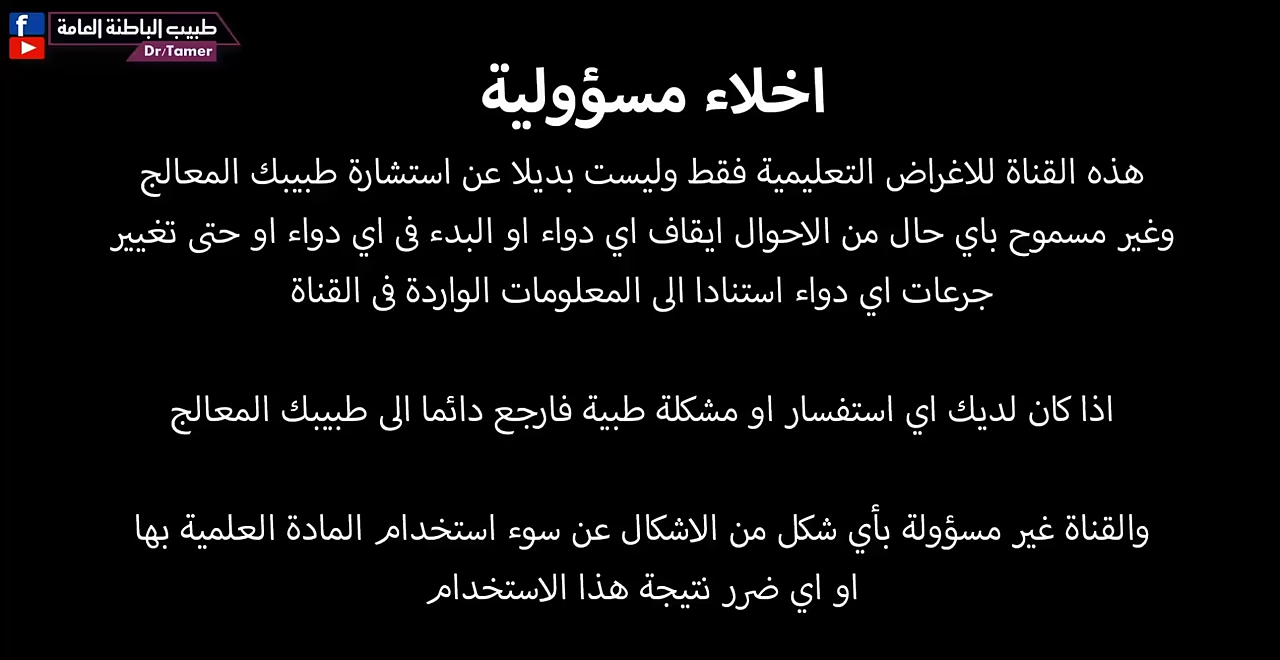 طبيب الباطنة العامة
Dr/Tamer
اخلاء مسؤولية
هذه القناة للاغراض التعليمية فقط وليست بديلا عن استشارة طبيبك المعالج
وغير مسموح باي حال من الاحوال ايقاف اي دواء او البدء فى اي دواء او حتى تغيير
جرعات اي دواء استنادا الى المعلومات الواردة فى القناة
اذا كان لديك اي استفسار او مشكلة طبية فارجع دائما الى طبيبك المعالج
والقناة غير مسؤولة بأي شكل من الاشكال عن سوء استخدام المادة العلمية بها
او اي ضرر نتيجة هذا الاستخدام